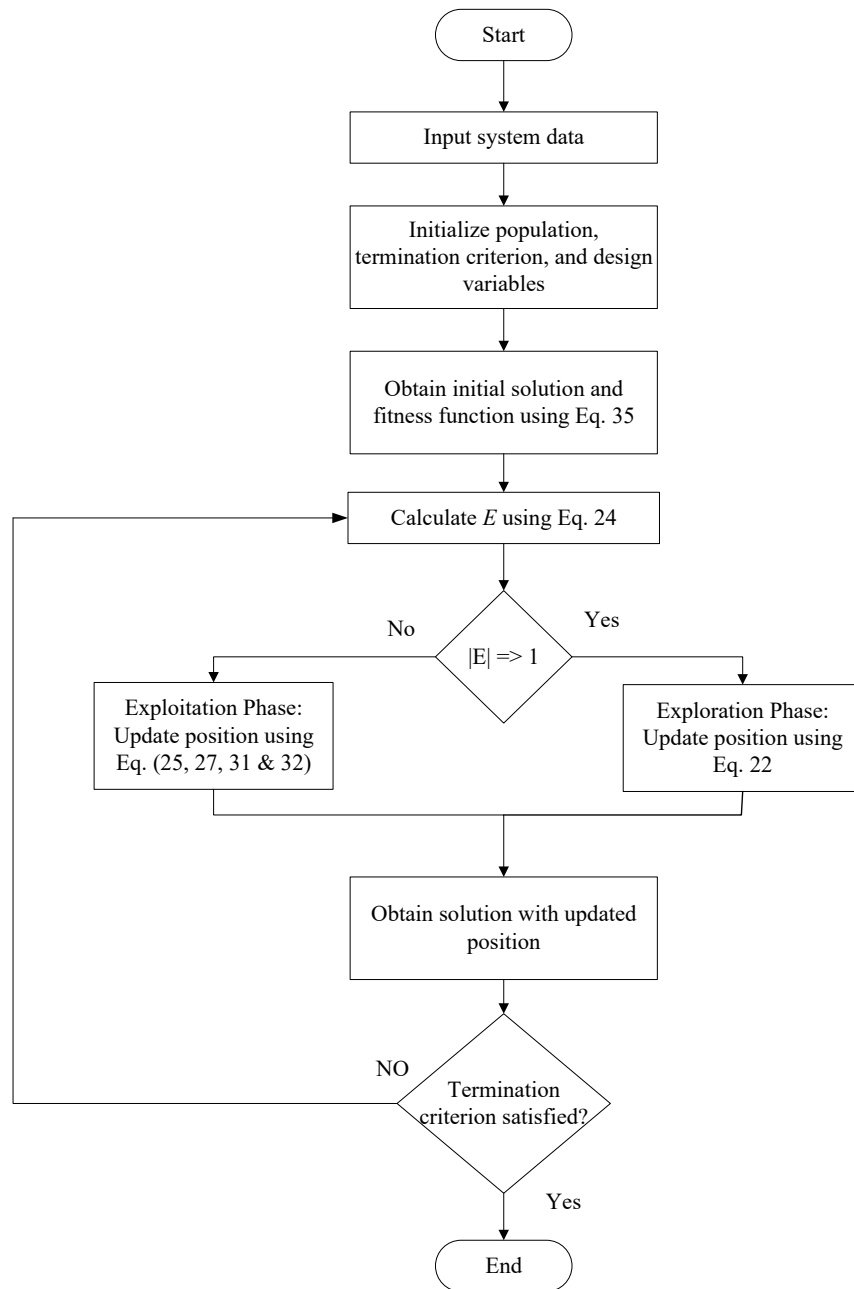 Start
Input system data
Initialize population,
termination criterion, and design
variables
Obtain initial solution and
fitness function using Eq. 35
Calculate E using Eq. 24
No
Yes
|E| => 1
Exploitation Phase:
Update position using
Eq. (25, 27, 31 & 32)
Exploration Phase:
Update position using
Eq. 22
Obtain solution with updated
position
NO
Termination
criterion satisfied?
Yes
End